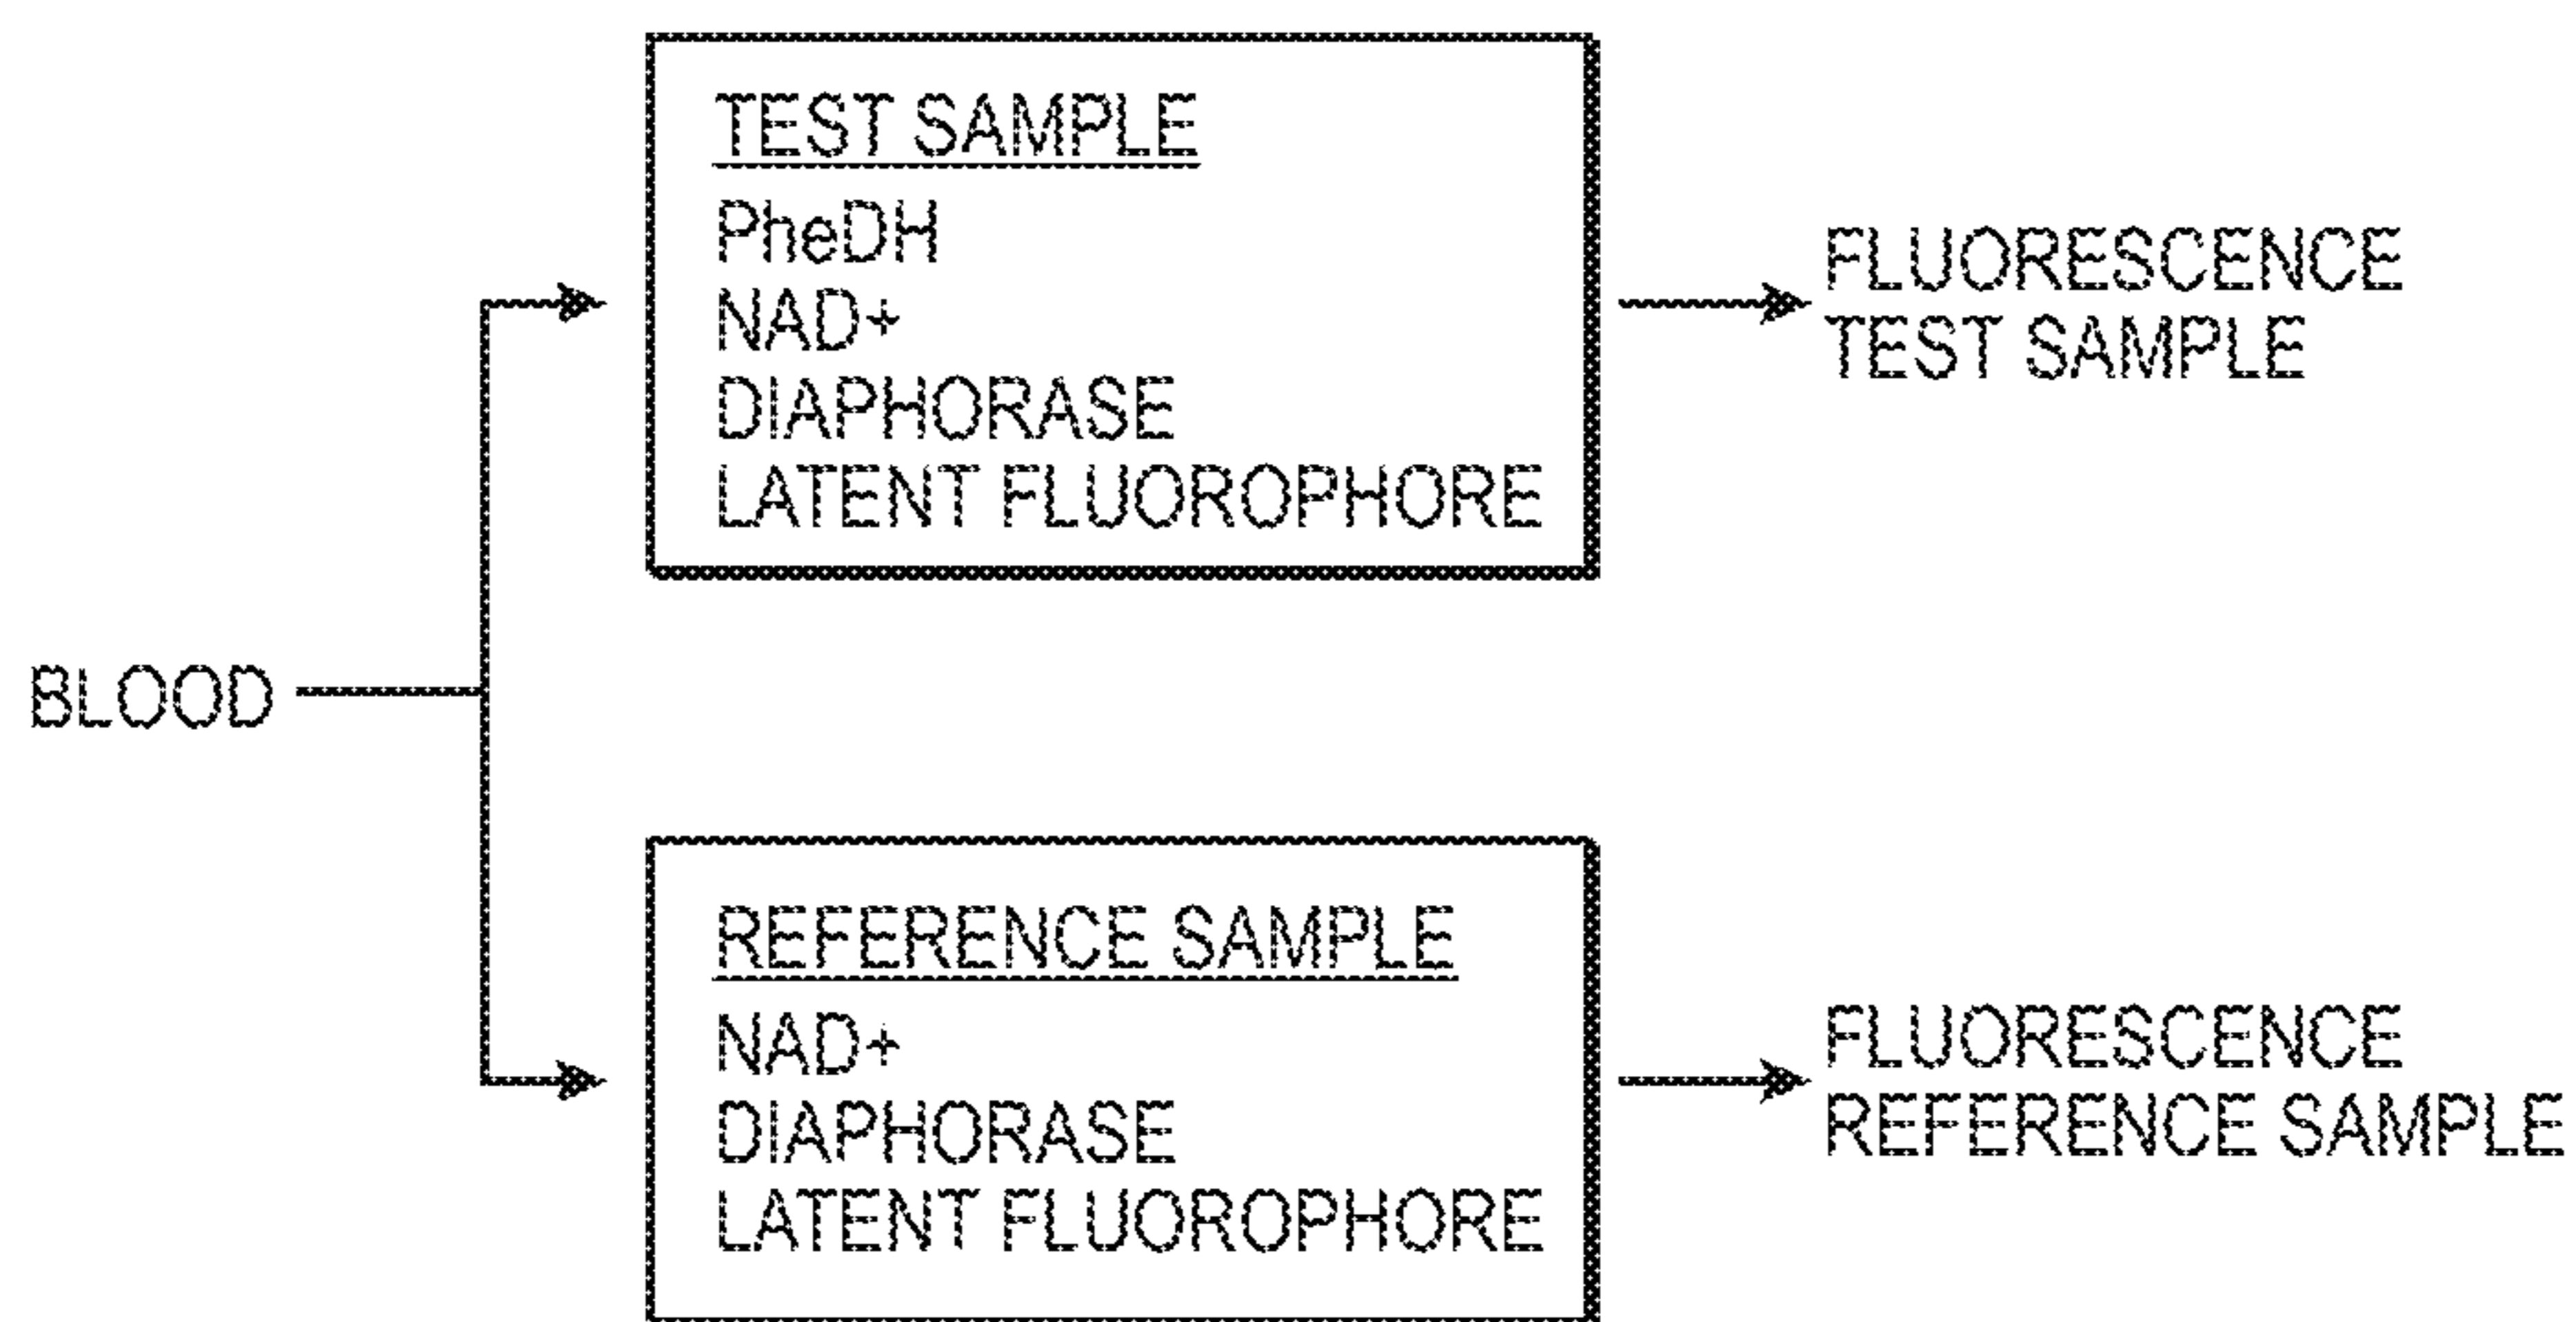 BLOOD
TEST SAMPLE
PheDH
NAD+
DIAPHORASE
LATENT FLUOROPHORE
FLUORESCENCE
TEST SAMPLE
REFERENCE SAMPLE
NAD+
DIAPHORASE
LATENT FLUOROPHORE
FLUORESCENCE
REFERENCE SAMPLE